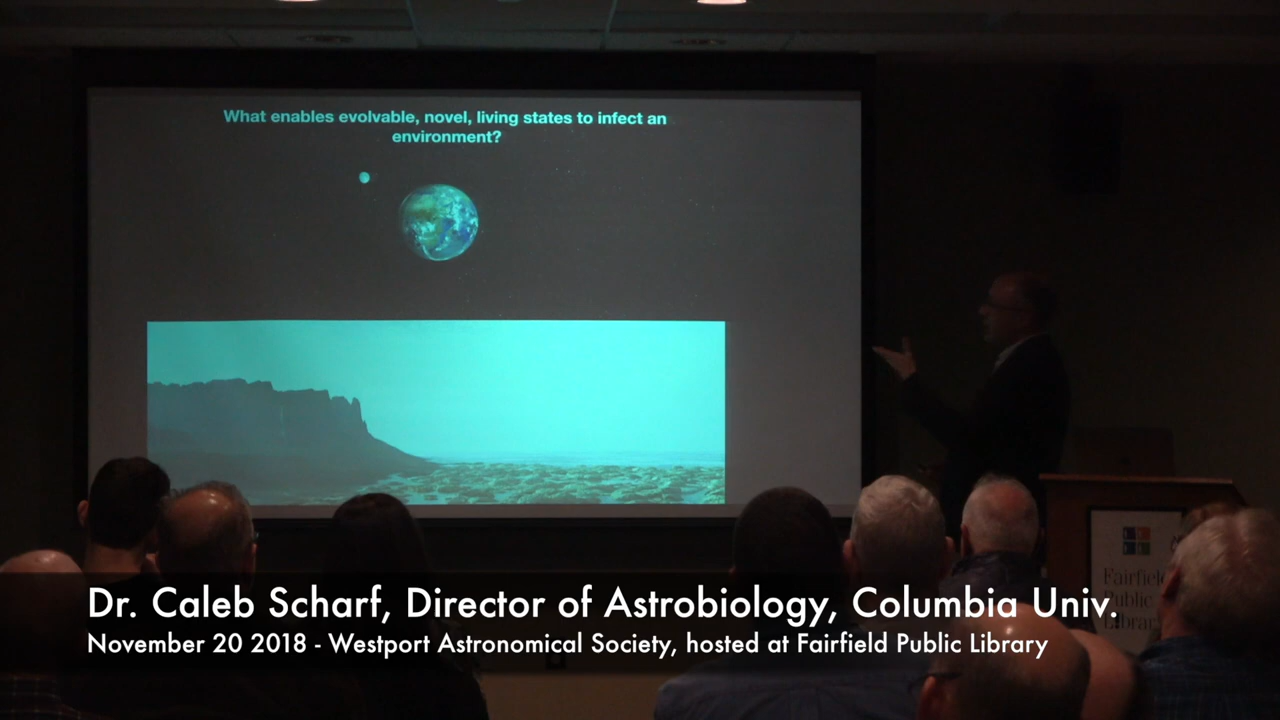 What enables evolvable, novel, living states to infect an
environment?
Fairfield
Public
Library
Dr. Caleb Scharf, Director of Astrobiology, Columbia Univ.
November 20 2018 - Westport Astronomical Society, hosted at Fairfield Public Library